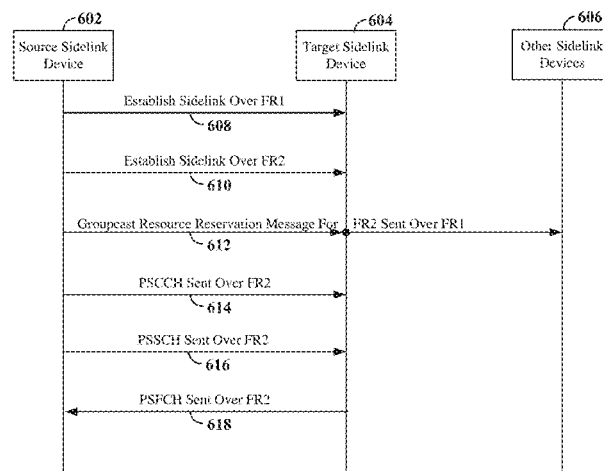 602
604
606
Source Sidelink
Device
Target Sidelink
Device
Other Sidelink
Devices
Establish Sidelink Over FR1
608
Establish Sidelink Over FR2
610
Groupcast Resource Reservation Message For FR2 Sent Over FR1
612
PSCCH Sent Over FR2
614
PSSCH Sent Over FR2
616
PSFCH Sent Over FR2
618